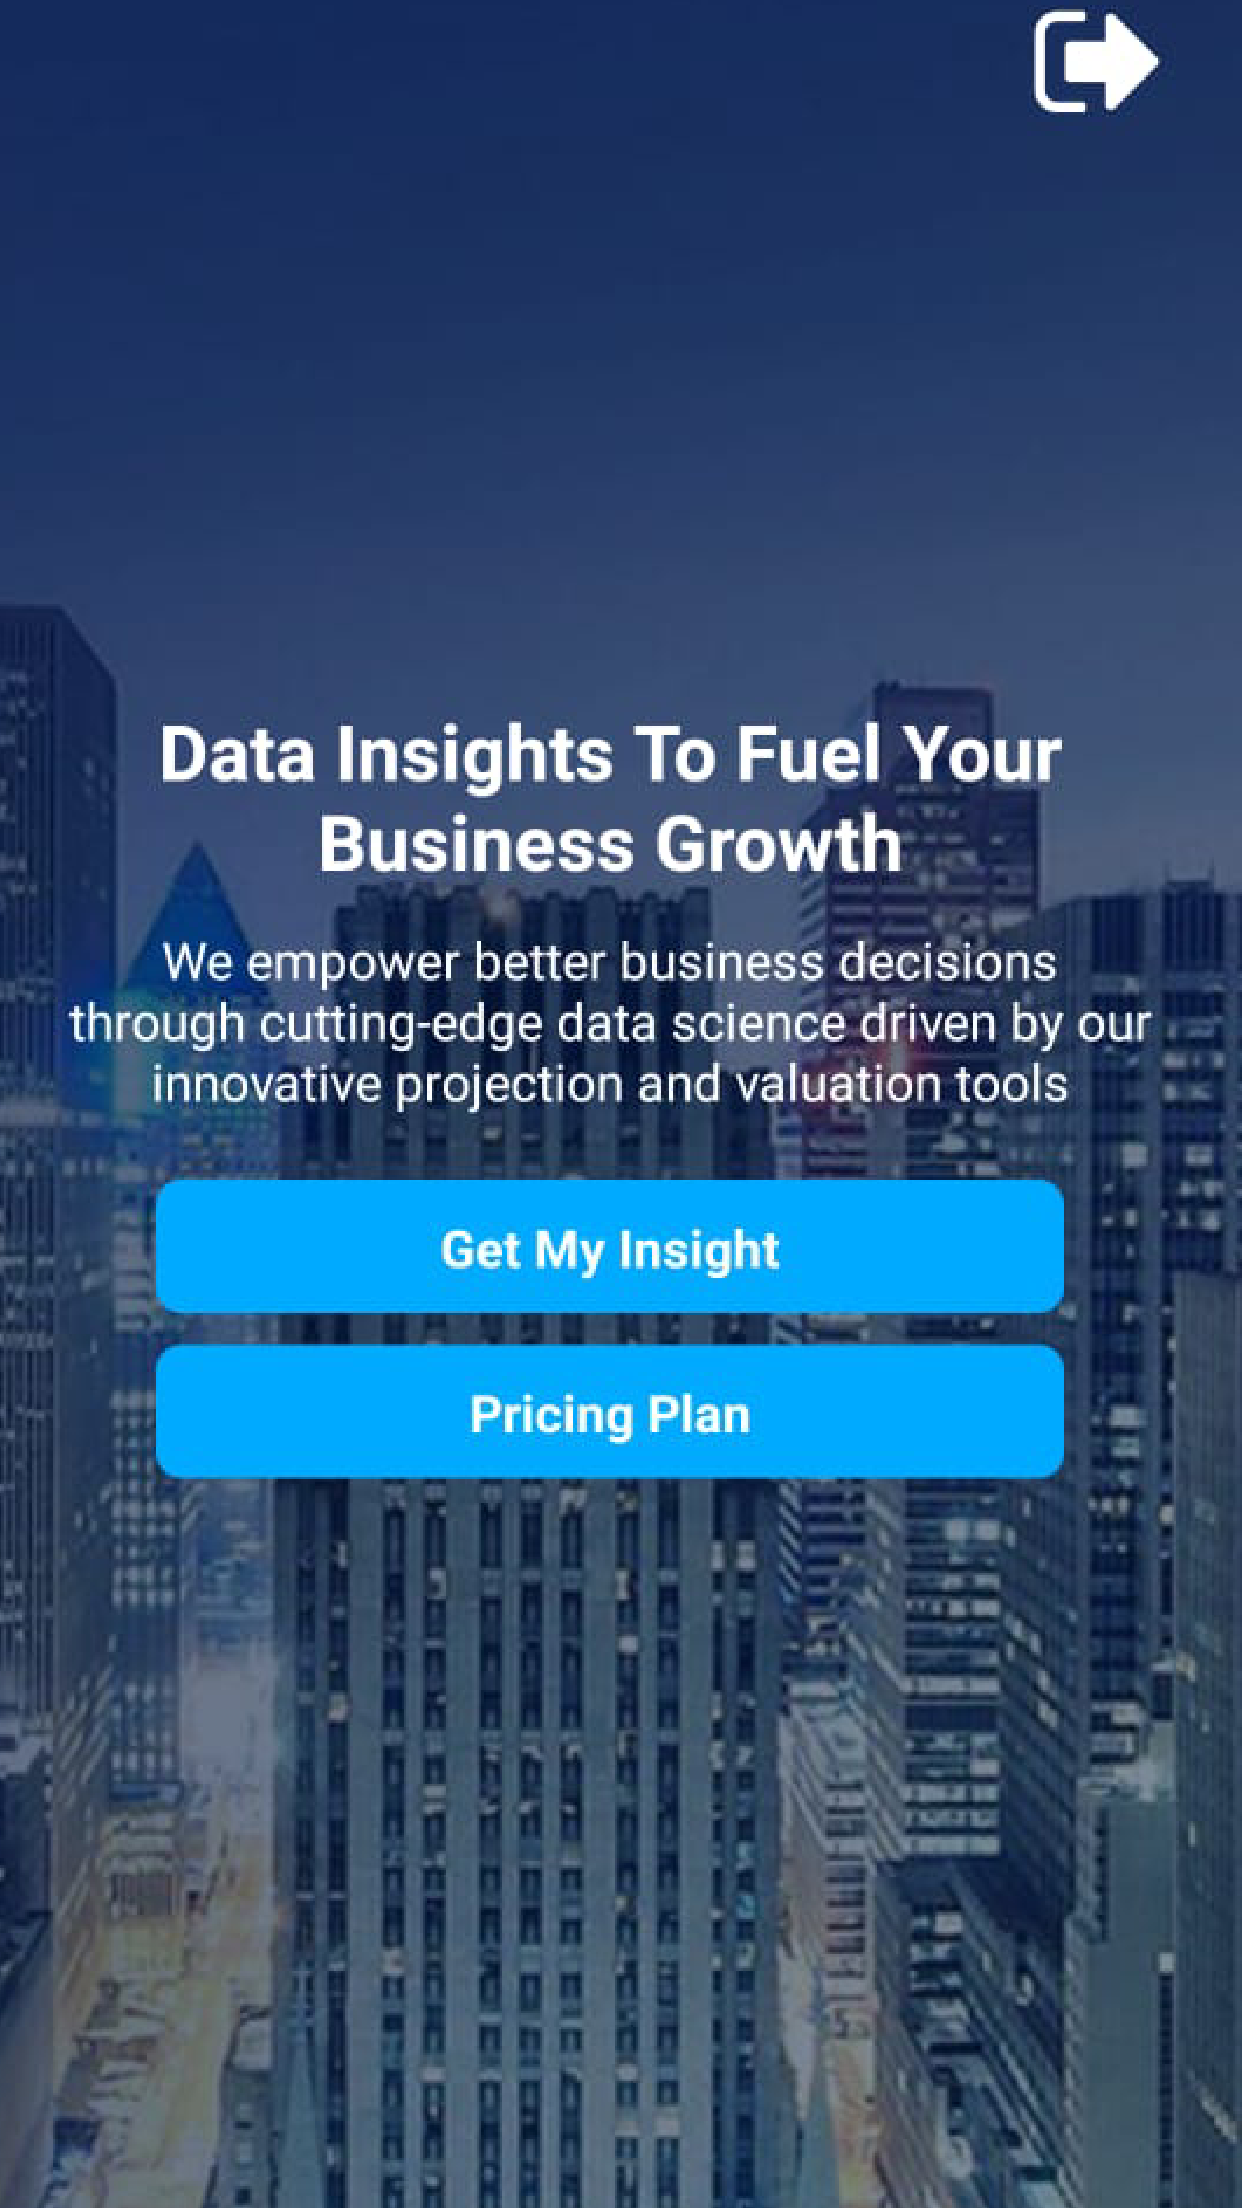 Data Insights To Fuel Your
Business Growth
We empower better business decisions
through cutting-edge data science driven by our
innovative projection and valuation tools
Get My Insight
Pricing Plan